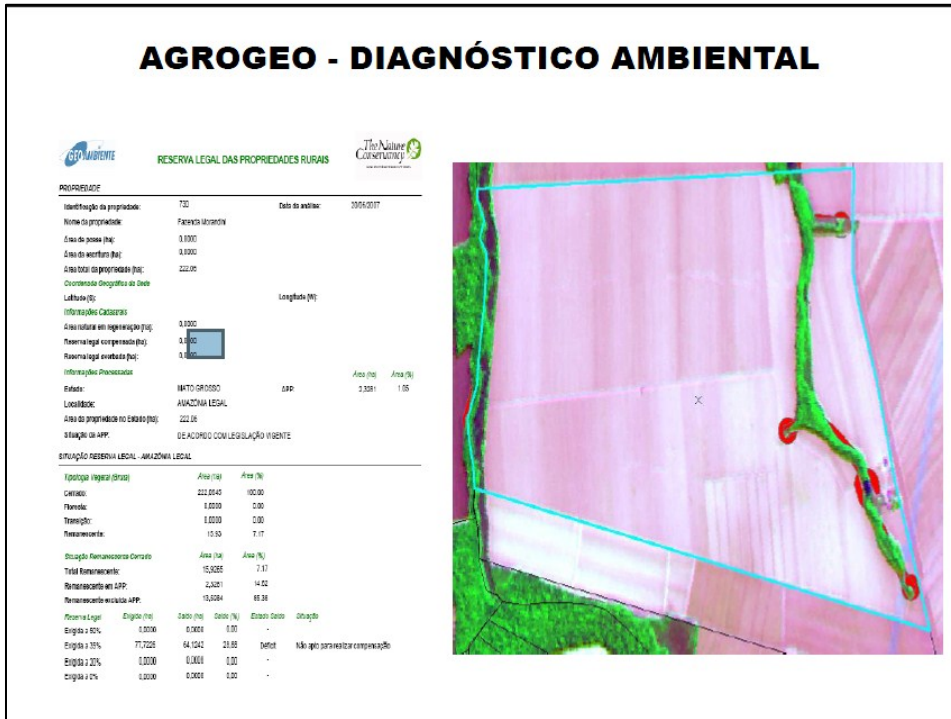 AGROGEO - DIAGNÓSTICO AMBIENTAL
GEOAMBIENTE
RESERVA LEGAL DAS PROPRIEDADES RURAIS
The Nature Conservancy
PROPRIEDADE
Identificação da propriedade: 730 Data da análise: 20/06/2007
Nome da propriedade: Fazenda Morandini
Área de posse (ha): 0,0000
Área da escritura (ha): 0,0000
Área total da propriedade (ha): 222,06
Coordenada Geográfica da Sede
Latitude (S): Longitude (W):
Informações Cadastrais
Área natural em regeneração (ha): 0,0000
Reserva legal compensada (ha):
Reserva legal averbada (ha):
Informações Processadas Área (ha) Área (%)
Estado: MATO GROSSO APP: 2,3281 1.05
Localidade: AMAZÔNIA LEGAL
Área da propriedade no Estado (ha): 222,06
Situação da APP: DE ACORDO COM LEGISLAÇÃO VIGENTE
SITUAÇÃO RESERVA LEGAL - AMAZÔNIA LEGAL
Tipologia Vegetal (Bruta) Área (ha) Área (%)
Cerrado: 222,0645 100.00
Floresta: 0,0000 0.00
Transição: 0,0000 0.00
Remanescente: 15.93 7.17
Situação Remanescente Cerrado Área (ha) Área (%)
Total Remanescente: 15,9265 7.17
Remanescente em APP: 2,3281 14.62
Remanescente excluída APP: 13,5984 85.38
Reserva Legal Exigida (ha) Saldo (ha) Saldo (%) Estado Saldo Situação
Exigida a 50% 0,0000 0,0000 0.00 -
Exigida a 35% 77,7226 64,1242 28.88 Déficit Não apto para realizar compensação
Exigida a 20% 0,0000 0,0000 0.00 -
Exigida a 0% 0,0000 0,0000 0.00 -